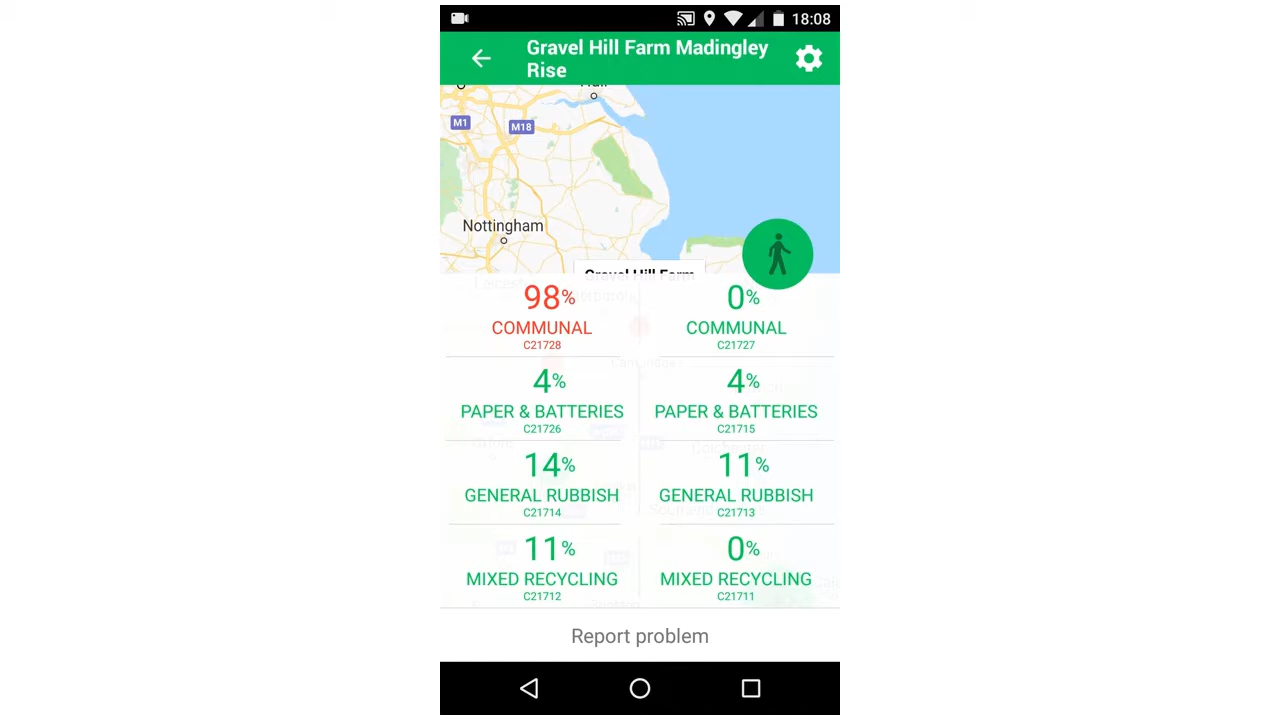 18:08
Gravel Hill Farm Madingley
Rise
Hull
M1
M18
Nottingham
Gravel Hill Farm
98%
COMMUNAL
C21728
0%
COMMUNAL
C21727
4%
PAPER & BATTERIES
C21726
4%
PAPER & BATTERIES
C21715
14%
GENERAL RUBBISH
C21714
11%
GENERAL RUBBISH
C21713
11%
MIXED RECYCLING
C21712
0%
MIXED RECYCLING
C21711
Report problem